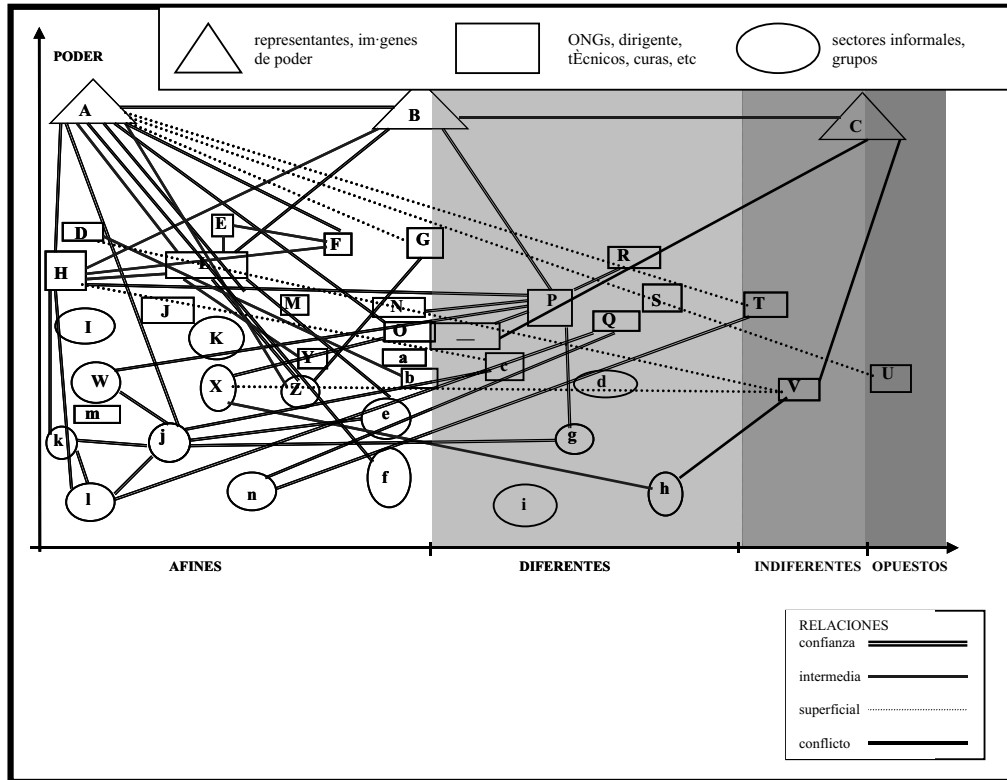 representantes, im·genes
de poder
ONGs, dirigente,
tÈcnicos, curas, etc
sectores informales,
grupos
PODER
A
B
C
D
E
F
G
H
R
I
J
K
M
N
O
P
Q
S
T
U
V
W
X
Y
Z
a
b
c
d
e
m
k
j
g
l
n
f
i
h
AFINES
DIFERENTES
INDIFERENTES
OPUESTOS
RELACIONES
confianza
intermedia
superficial
conflicto